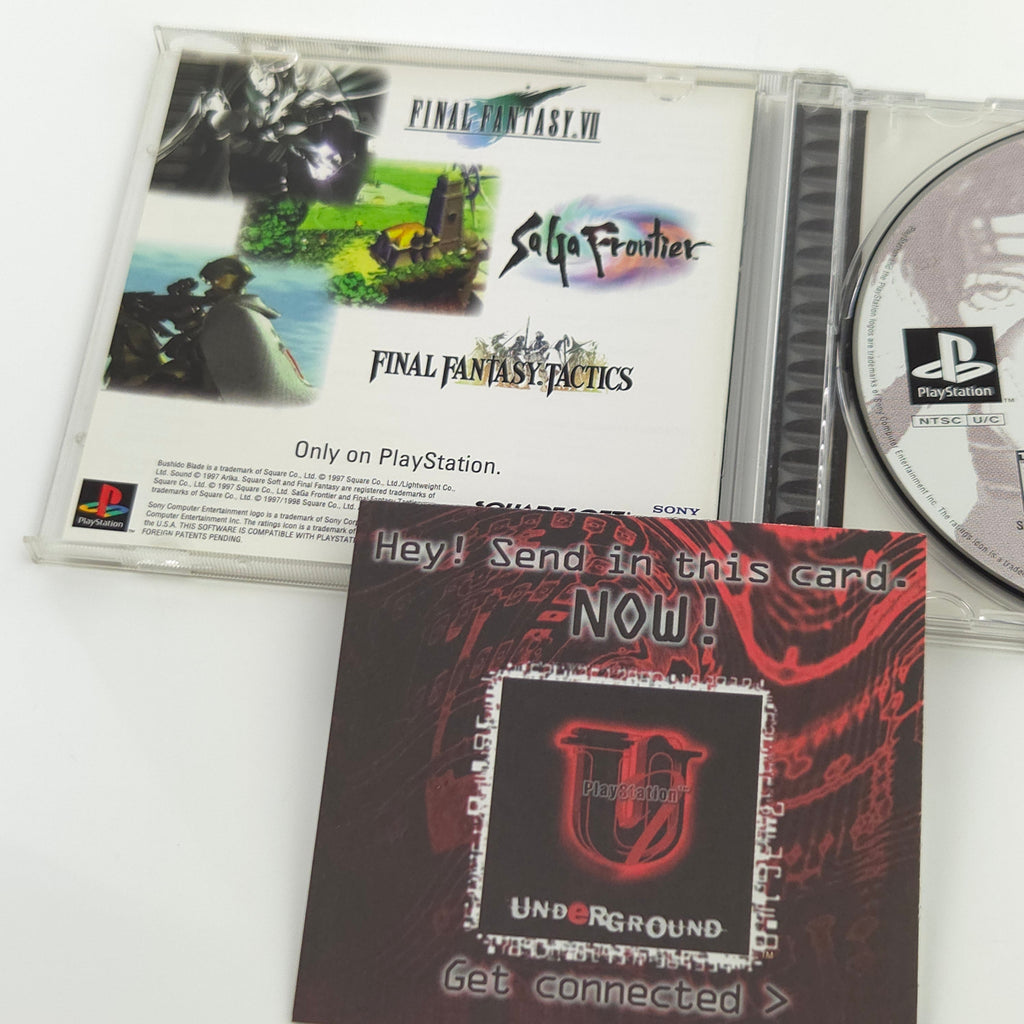 FINAL FANTASY.VII
SaGa Frontier
FINAL FANTASY.TACTICS
Only on PlayStation.
Bushido Blade is a trademark of Square Co., Ltd. © 1997 Square Co., Ltd./Lightweight Co.,
Ltd. Sound © 1997 Arika. Square Soft and Final Fantasy are registered trademarks of
Square Co., Ltd. © 1997 Square Co., Ltd. SaGa Frontier and Final Fantasy
trademarks of Square Co., Ltd. © 1997/1998 Square Co., Ltd.
Sony Computer Entertainment logo is a trademark of Sony
Computer Entertainment Inc. The ratings icon is a trademark of
the U.S.A. THIS SOFTWARE IS COMPATIBLE WITH
FOREIGN PATENTS PENDING.
PlayStation
SQUARESOFT
SONY
PlayStation
NTSC U/C
Hey! Send in this card.
NOW!
PlayStation
UNDERGROUND
Get connected >